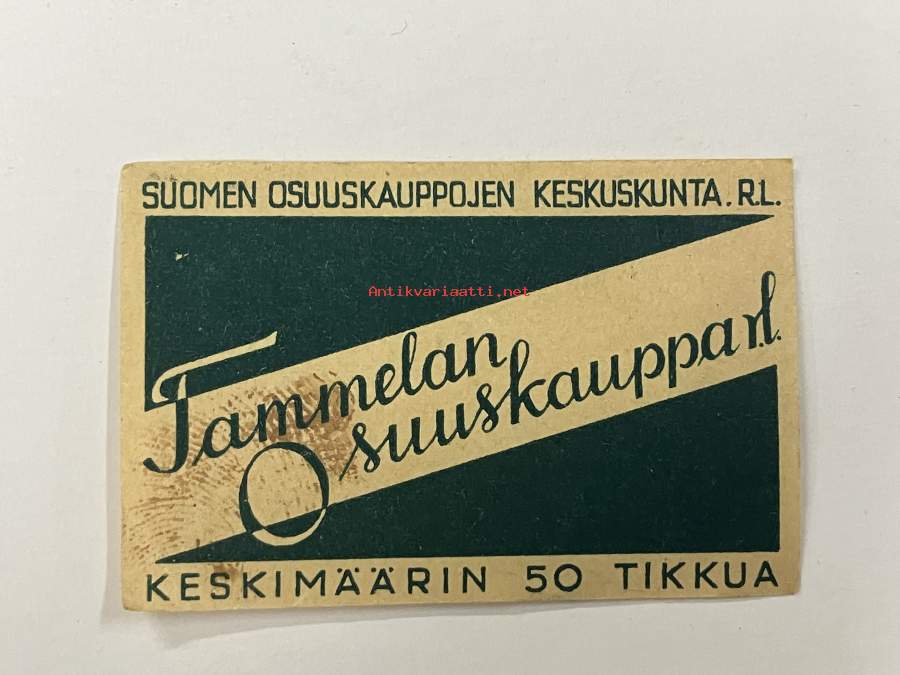 SUOMEN OSUUSKAUPPOJEN KESKUSKUNTA. R.L.
Antikvariaatti.net
Tammelan
Osuuskauppa r.l.
KESKIMÄÄRIN 50 TIKKUA